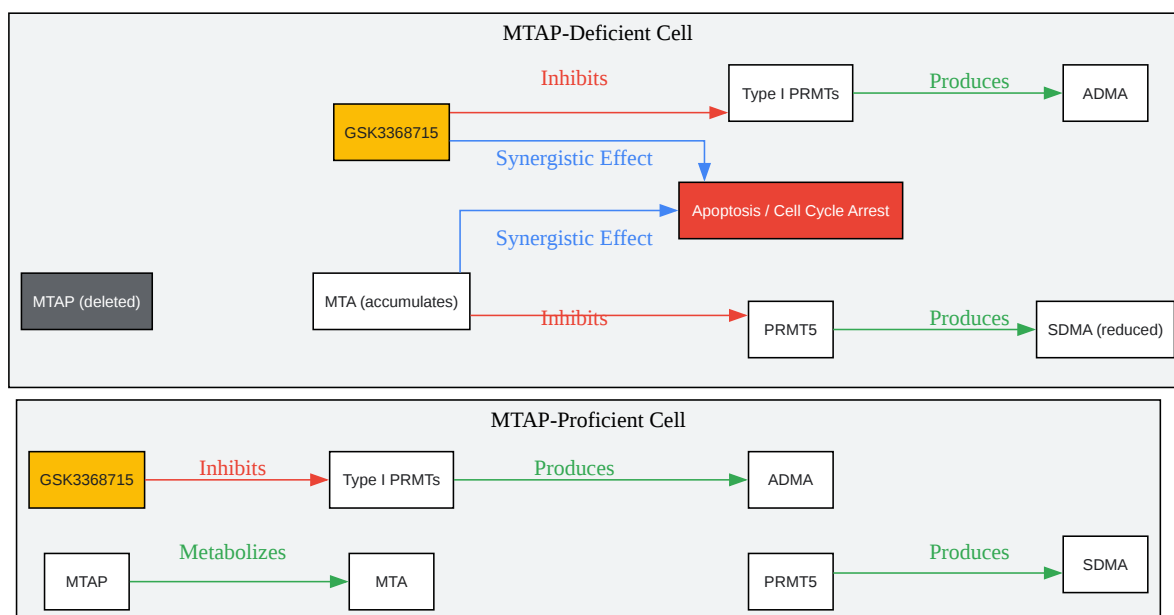 MTAP-Deficient Cell
Inhibits
Type I PRMTs
Produces
ADMA
GSK3368715
Synergistic Effect
Apoptosis / Cell Cycle Arrest
Synergistic Effect
MTAP (deleted)
MTA (accumulates)
Inhibits
PRMT5
Produces
SDMA (reduced)
MTAP-Proficient Cell
GSK3368715
Inhibits
Type I PRMTs
Produces
ADMA
MTAP
Metabolizes
MTA
PRMT5
Produces
SDMA